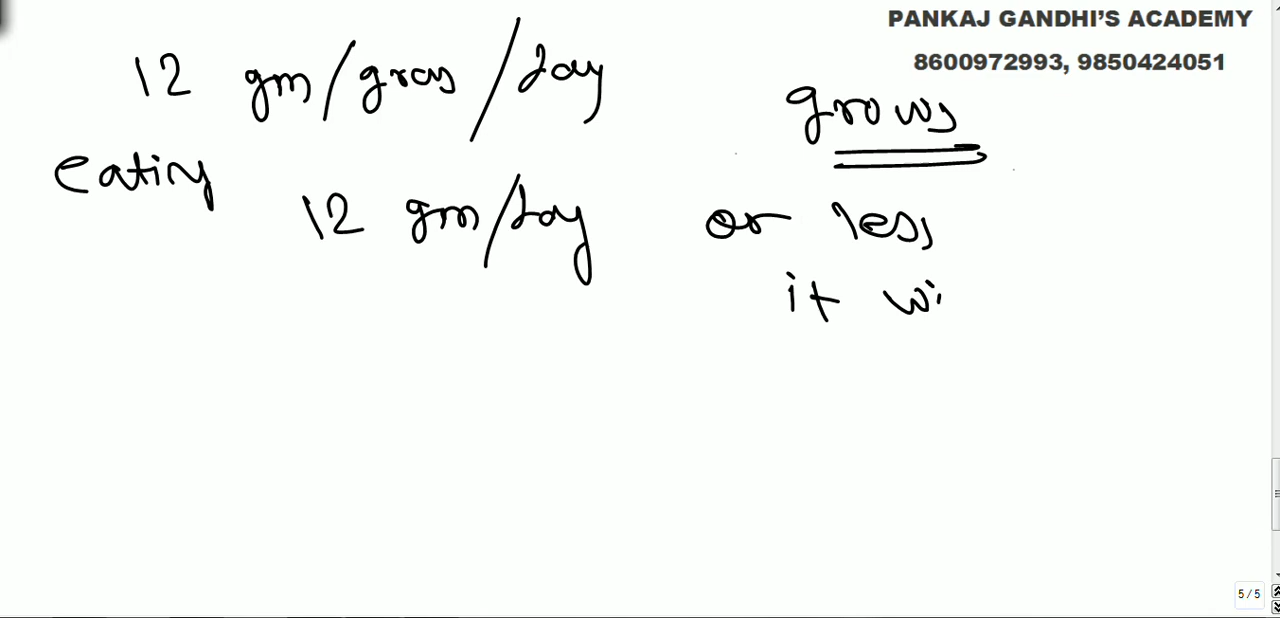 PANKAJ GANDHI'S ACADEMY
8600972993, 9850424051
12 gm/gras/day
grows
eating 12 gm/day or less
it wi
5/5